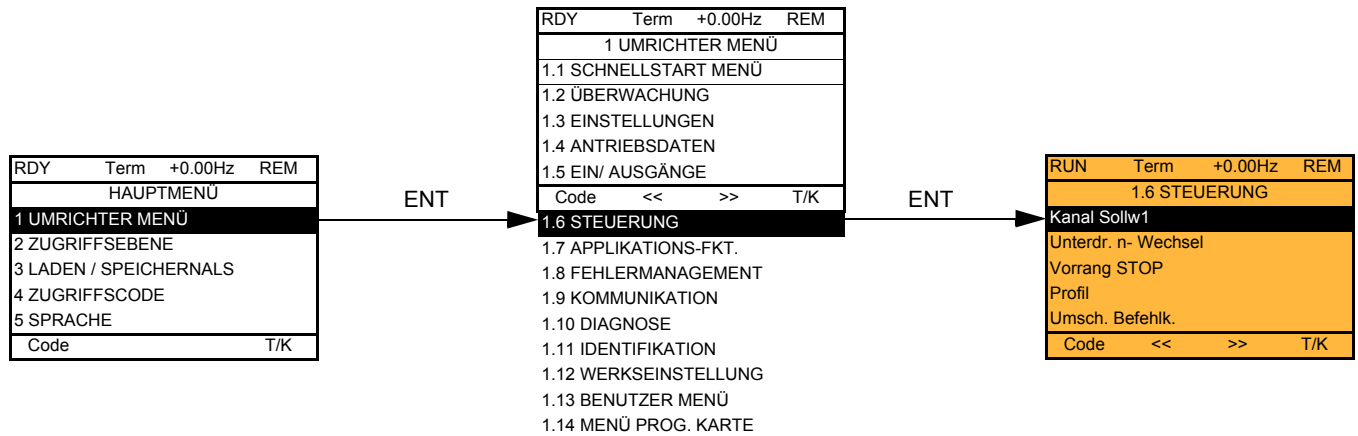 RDY Term +0.00Hz REM
HAUPTMENÜ
1 UMRICHTER MENÜ
2 ZUGRIFFSEBENE
3 LADEN / SPEICHERNALS
4 ZUGRIFFSCODE
5 SPRACHE
Code T/K
ENT
RDY Term +0.00Hz REM
1 UMRICHTER MENÜ
1.1 SCHNELLSTART MENÜ
1.2 ÜBERWACHUNG
1.3 EINSTELLUNGEN
1.4 ANTRIEBSDATEN
1.5 EIN/ AUSGÄNGE
Code << >> T/K
1.6 STEUERUNG
1.7 APPLIKATIONS-FKT.
1.8 FEHLERMANAGEMENT
1.9 KOMMUNIKATION
1.10 DIAGNOSE
1.11 IDENTIFIKATION
1.12 WERKSEINSTELLUNG
1.13 BENUTZER MENÜ
1.14 MENÜ PROG. KARTE
ENT
RUN Term +0.00Hz REM
1.6 STEUERUNG
Kanal Sollw1
Unterdr. n- Wechsel
Vorrang STOP
Profil
Umsch. Befehlk.
Code << >> T/K